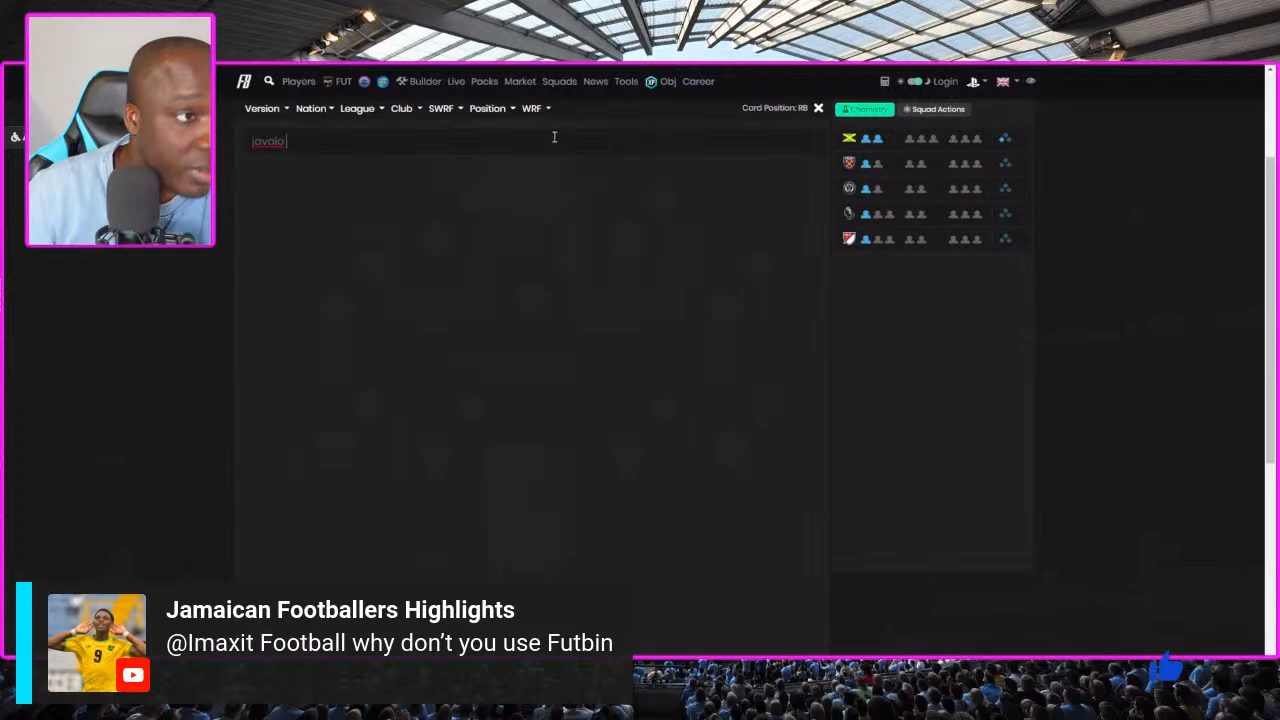 Players FUT Builder Live Packs Market Squads News Tools Obj Career Login
Version Nation League Club SWRF Position WRF Card Position: RB
Chemistry Squad Actions
javaio
Jamaican Footballers Highlights
@Imaxit Football why don't you use Futbin